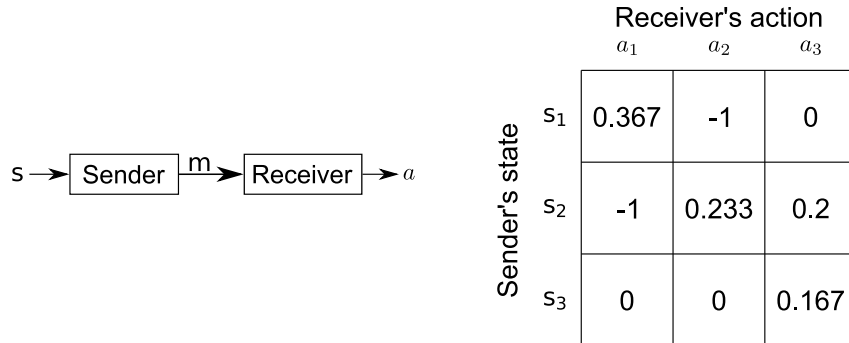 Receiver's action
a₁ a₂ a₃
s → Sender m → Receiver → a
Sender's state
s₁ 0.367 -1 0
s₂ -1 0.233 0.2
s₃ 0 0 0.167